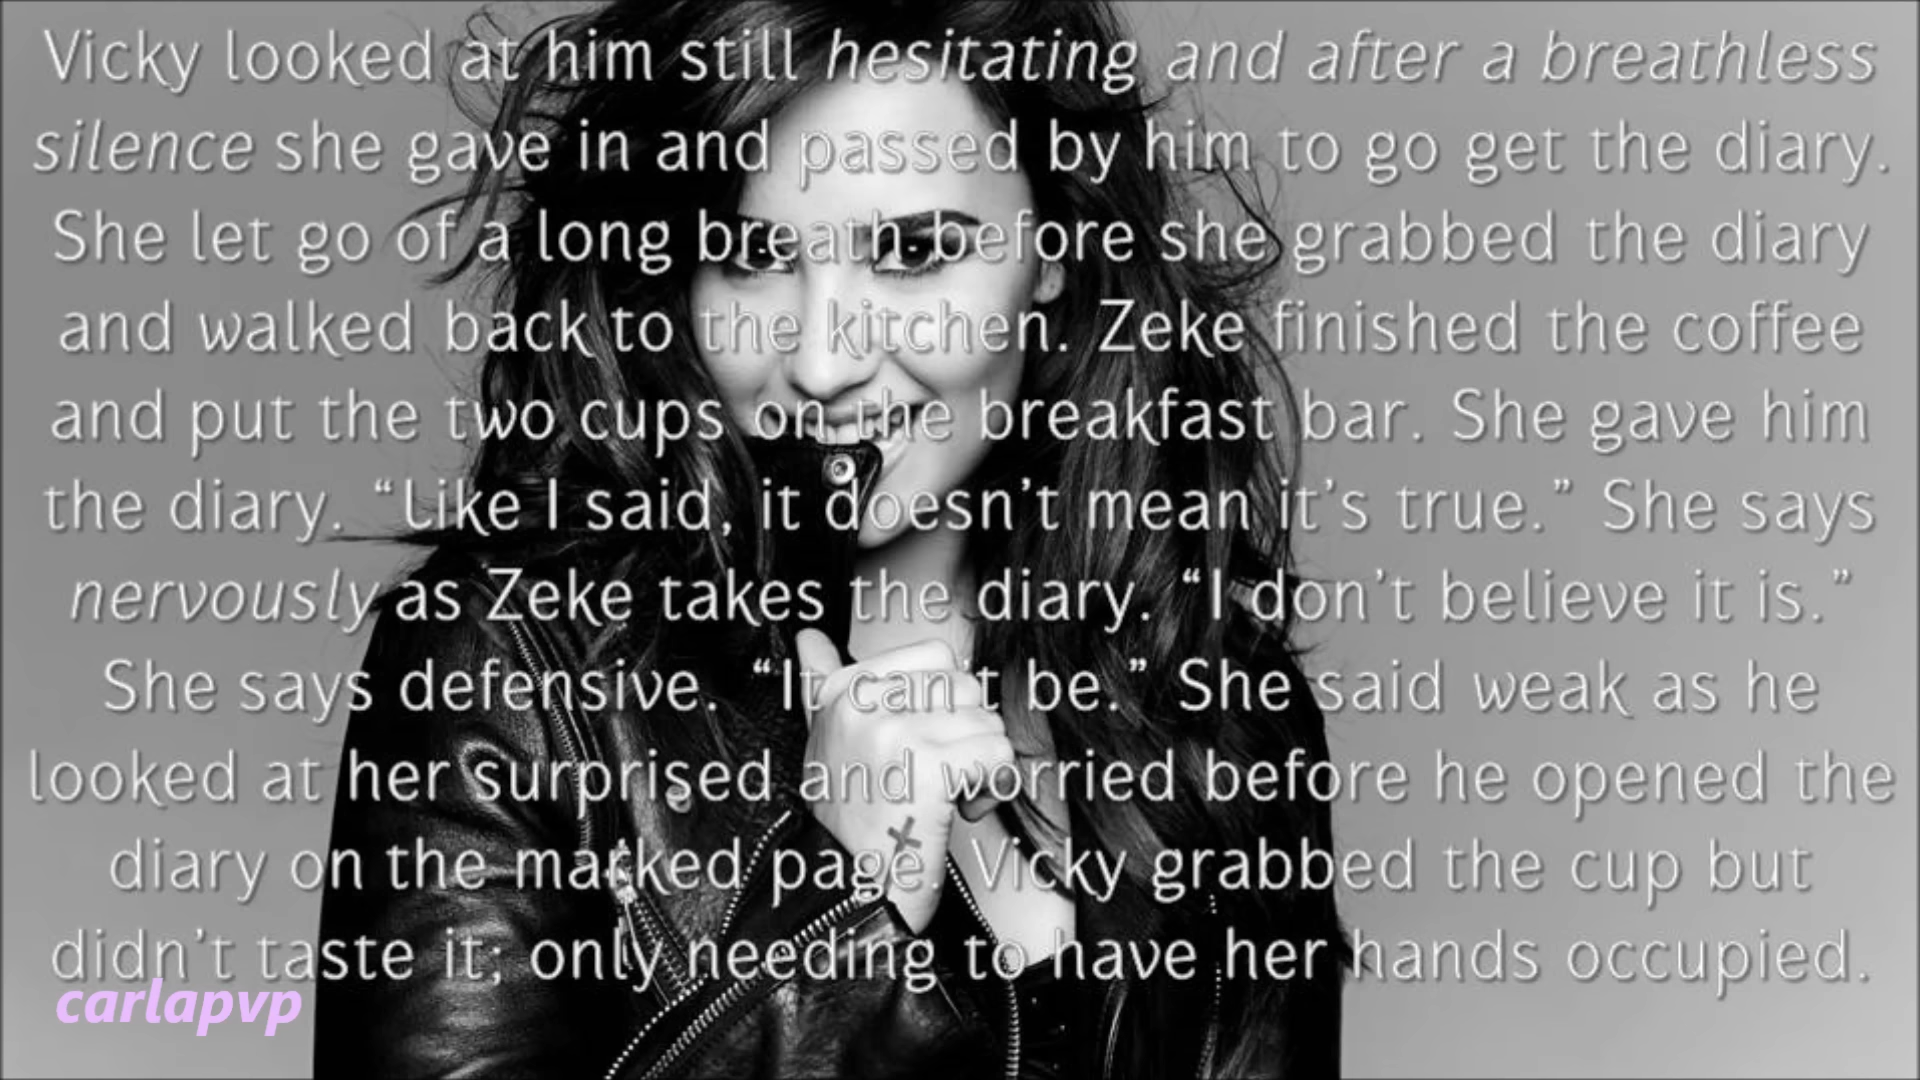 Vicky looked at him still hesitating and after a breathless
silence she gave in and passed by him to go get the diary.
She let go of a long breath before she grabbed the diary
and walked back to the kitchen. Zeke finished the coffee
and put the two cups on the breakfast bar. She gave him
the diary. “Like I said, it doesn’t mean it’s true.” She says
nervously as Zeke takes the diary. “I don’t believe it is.”
She says defensive. “It can’t be.” She said weak as he
looked at her surprised and worried before he opened the
diary on the marked page. Vicky grabbed the cup but
didn’t taste it; only needing to have her hands occupied.
carlapvp